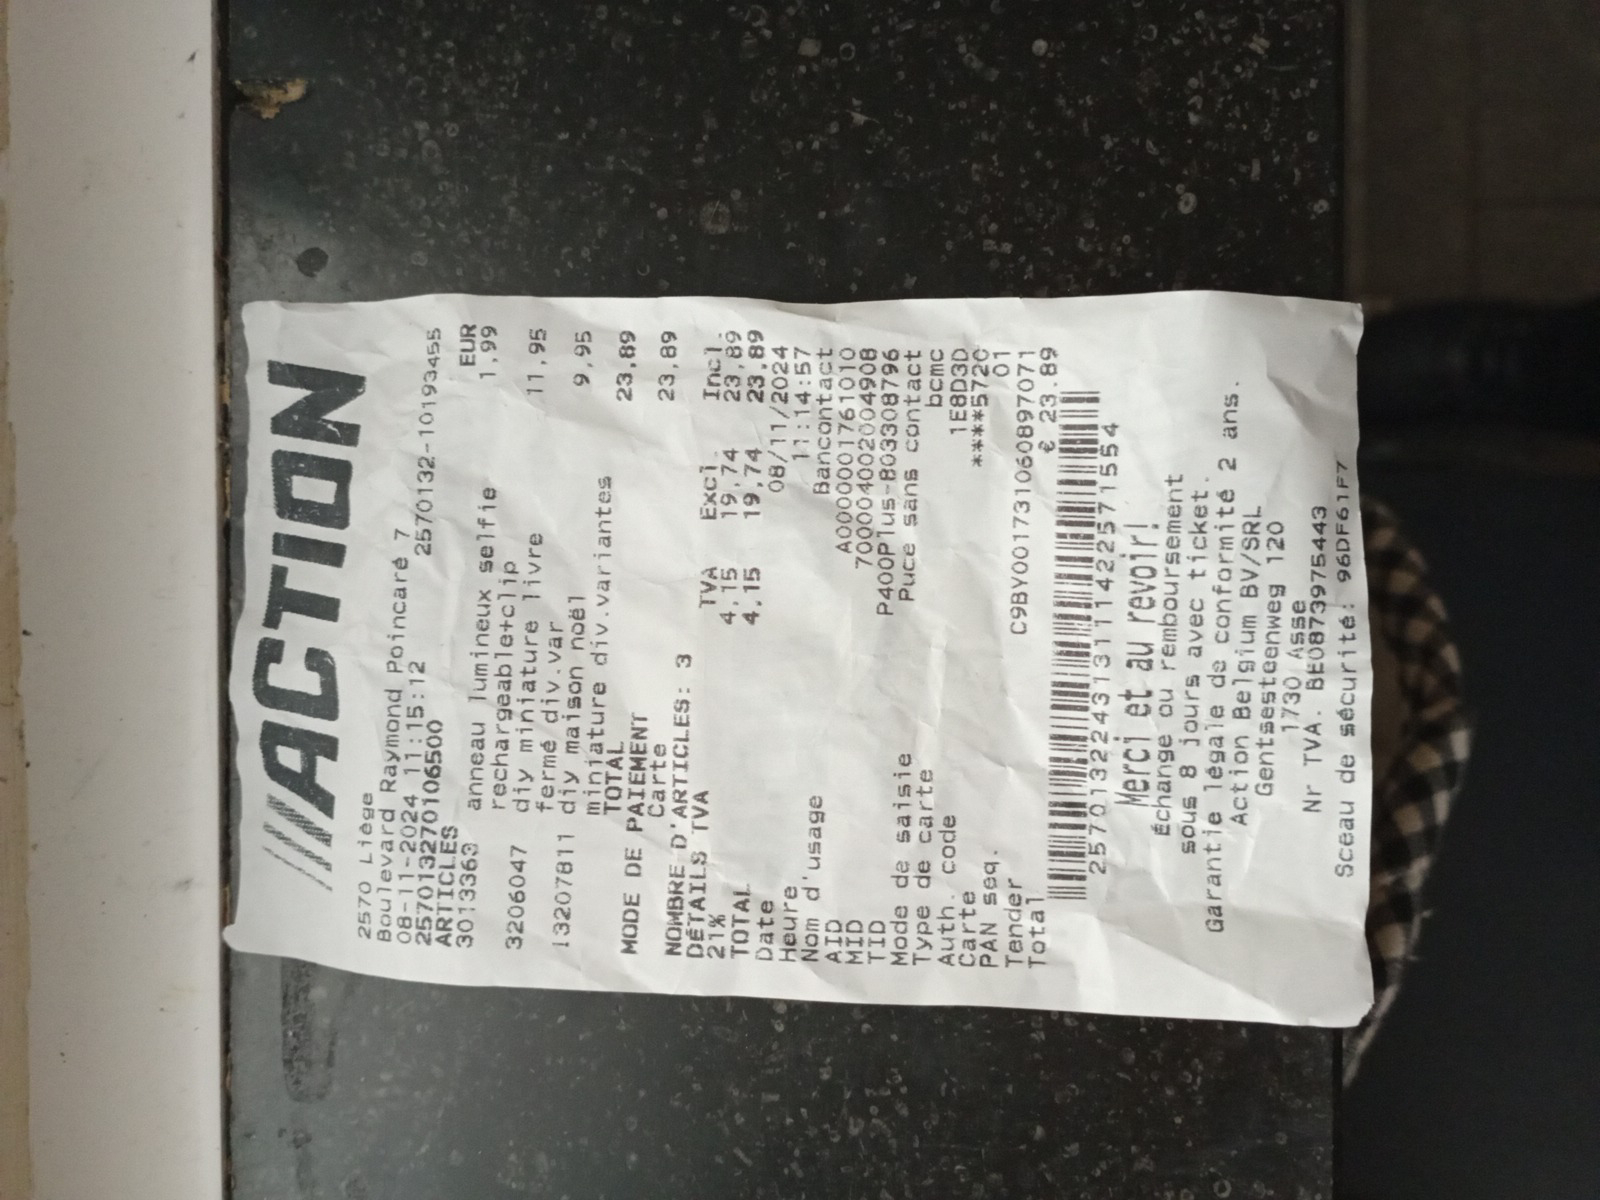 ///ACTION
2570 Liège
Boulevard Raymond Poincaré 7
08-11-2024 11:15:12 2570132-10193455
257013270106500
ARTICLES EUR
3013363 anneau lumineux selfie 1,99
rechargeable+clip
3206047 diy miniature livre 11,95
fermé div.var
13207811 diy maison noël 9,95
miniature div.variantes
TOTAL 23,89
MODE DE PAIEMENT
Carte 23,89
NOMBRE D'ARTICLES: 3
DÉTAILS TVA TVA Excl. Incl.
21% 4,15 19,74 23,89
TOTAL 4,15 19,74 23,89
Date 08/11/2024
Heure 11:14:57
Nom d'usage Bancontact
AID A0000001761010
MID 700004002004908
TID P400Plus-803308796
Mode de saisie Puce sans contact
Type de carte bcmc
Auth. code 1E8D3D
Carte ****5720
PAN seq. 01
Tender C9BY001731060897071
Total € 23.89
257013224313111422571554
Merci et au revoir!
Échange ou remboursement
sous 8 jours avec ticket.
Garantie légale de conformité 2 ans.
Action Belgium BV/SRL
Gentsesteenweg 120
1730 Asse
Nr TVA. BE0873975443
Sceau de sécurité: 96DF61F7